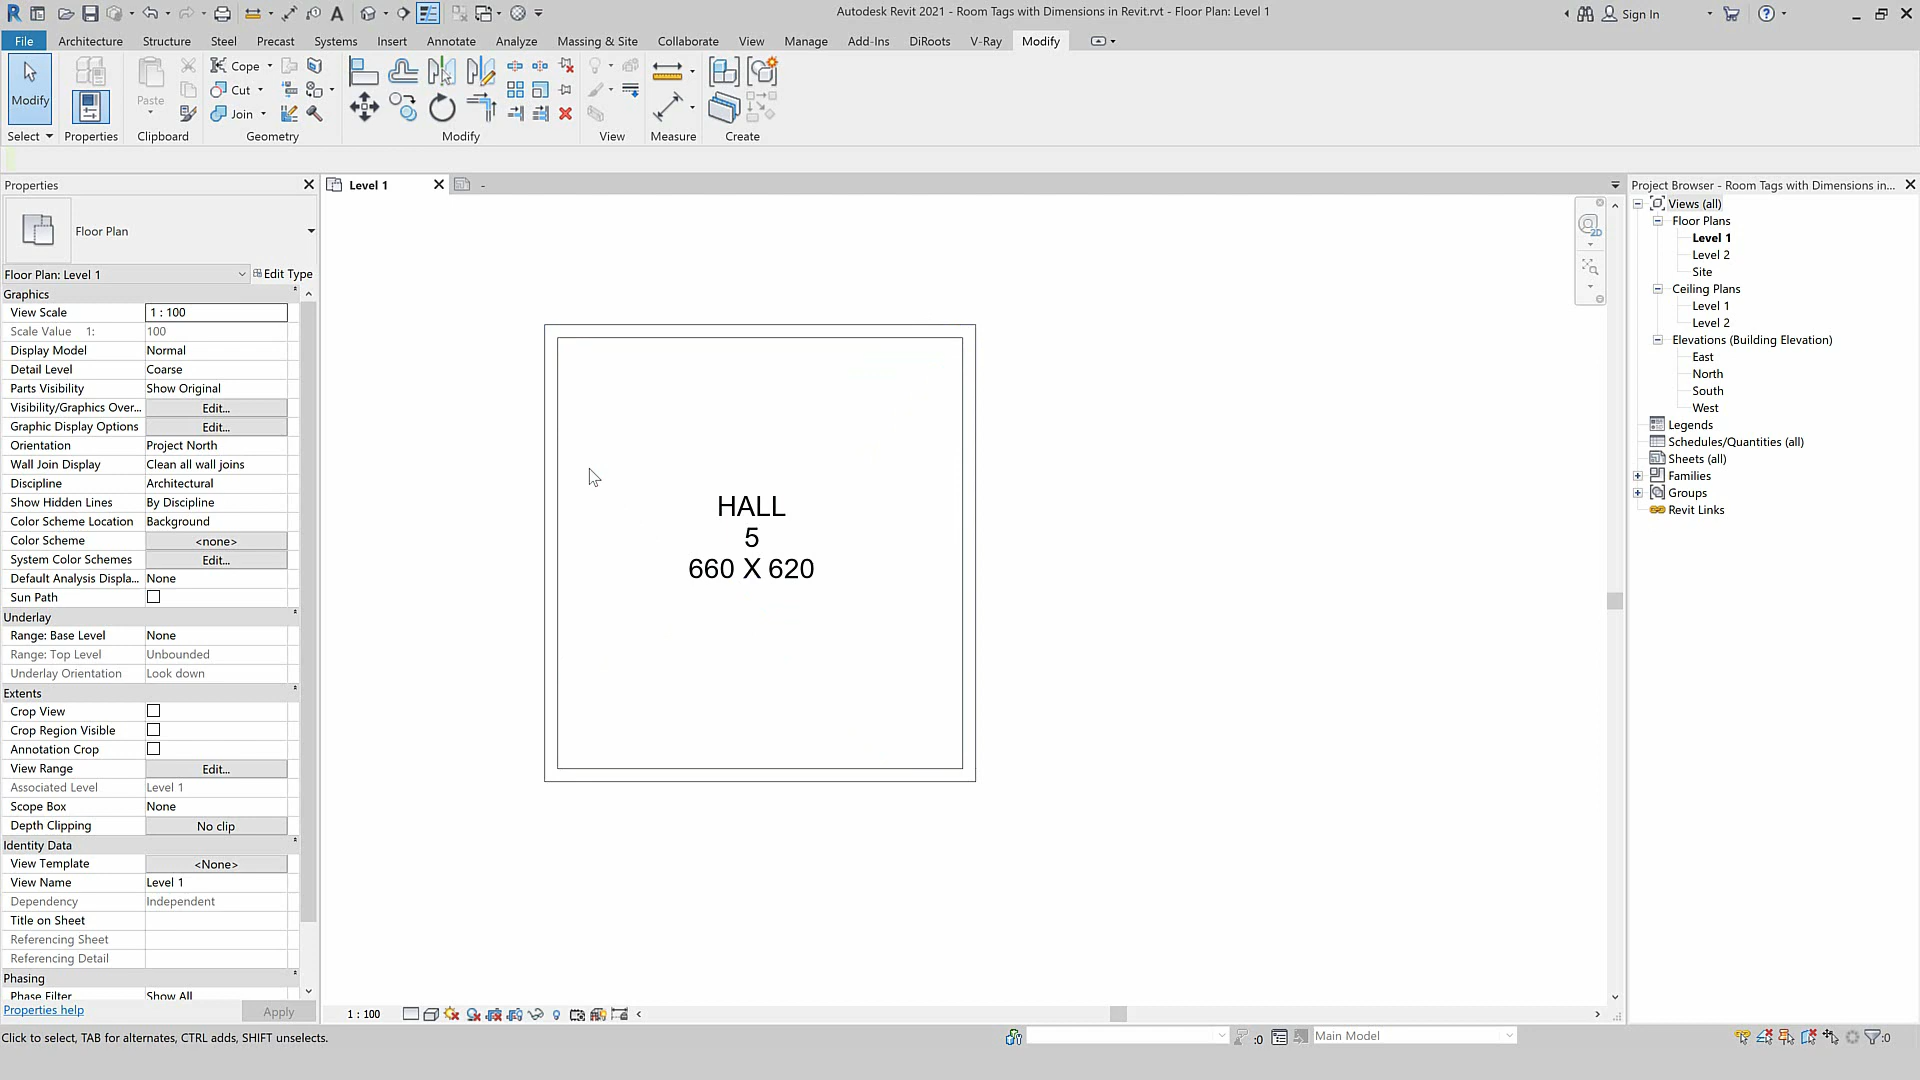 Autodesk Revit 2021 - Room Tags with Dimensions in Revit.rvt - Floor Plan: Level 1
Sign In
File Architecture Structure Steel Precast Systems Insert Annotate Analyze Massing & Site Collaborate View Manage Add-Ins DiRoots V-Ray Modify
Modify
Paste
Cope
Cut
Join
Select Properties Clipboard Geometry Modify View Measure Create
Properties
Level 1
-
Project Browser - Room Tags with Dimensions in...
Floor Plan
Floor Plan: Level 1
Edit Type
Graphics
View Scale 1 : 100
Scale Value 1: 100
Display Model Normal
Detail Level Coarse
Parts Visibility Show Original
Visibility/Graphics Over... Edit...
Graphic Display Options Edit...
Orientation Project North
Wall Join Display Clean all wall joins
Discipline Architectural
Show Hidden Lines By Discipline
Color Scheme Location Background
Color Scheme <none>
System Color Schemes Edit...
Default Analysis Displa... None
Sun Path
Underlay
Range: Base Level None
Range: Top Level Unbounded
Underlay Orientation Look down
Extents
Crop View
Crop Region Visible
Annotation Crop
View Range Edit...
Associated Level Level 1
Scope Box None
Depth Clipping No clip
Identity Data
View Template <None>
View Name Level 1
Dependency Independent
Title on Sheet
Referencing Sheet
Referencing Detail
Phasing
Phase Filter Show All
Properties help
Apply
HALL
5
660 X 620
2D
Views (all)
Floor Plans
Level 1
Level 2
Site
Ceiling Plans
Level 1
Level 2
Elevations (Building Elevation)
East
North
South
West
Legends
Schedules/Quantities (all)
Sheets (all)
Families
Groups
Revit Links
1 : 100
Click to select, TAB for alternates, CTRL adds, SHIFT unselects.
:0
Main Model
:0